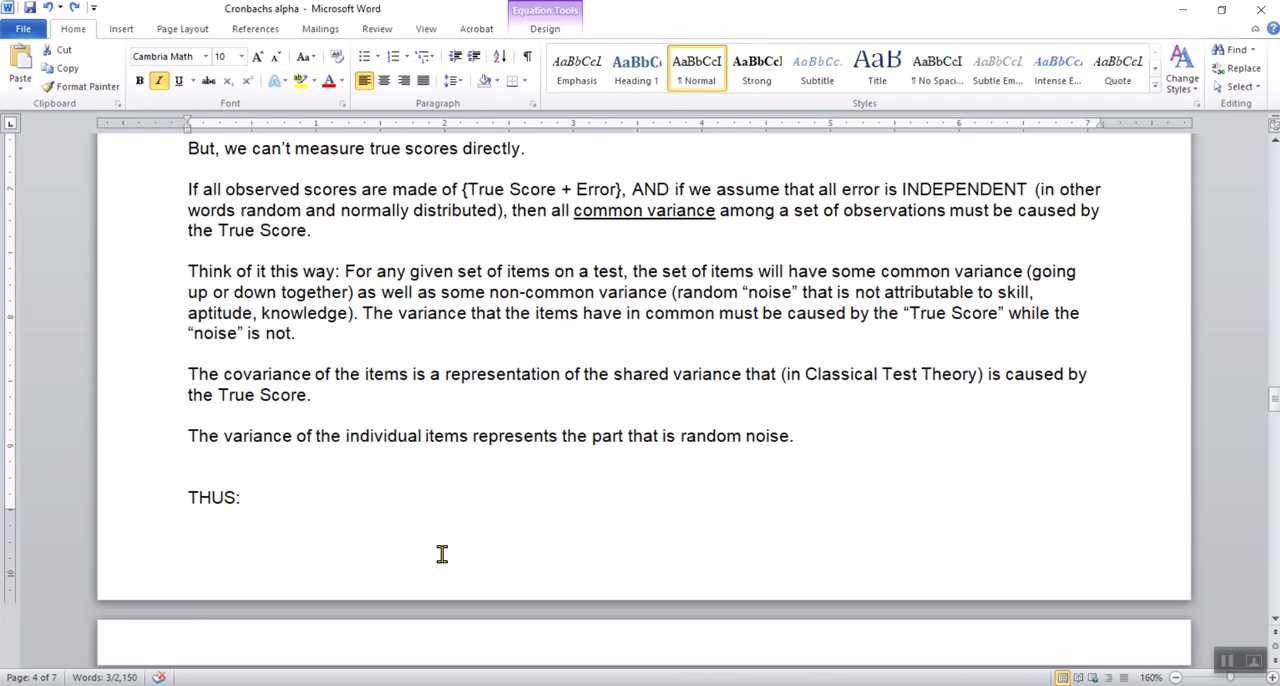 Cronbachs alpha - Microsoft Word
Equation Tools
File Home Insert Page Layout References Mailings Review View Acrobat Design
Paste Cut Copy Format Painter
Cambria Math 10
AaBbCcL AaBbCc AaBbCcI AaBbCcI AaBbCc. AaB AaBbCcI AaBbCcL AaBbCcL AaBbCcL
Emphasis Heading 1 ¶ Normal Strong Subtitle Title ¶ No Spaci... Subtle Em... Intense E... Quote
Change Styles
Find Replace Select
Clipboard Font Paragraph Styles Editing
1 2 3 4 5 6 7
But, we can't measure true scores directly.
If all observed scores are made of {True Score + Error}, AND if we assume that all error is INDEPENDENT (in other
words random and normally distributed), then all common variance among a set of observations must be caused by
the True Score.
Think of it this way: For any given set of items on a test, the set of items will have some common variance (going
up or down together) as well as some non-common variance (random “noise” that is not attributable to skill,
aptitude, knowledge). The variance that the items have in common must be caused by the “True Score” while the
“noise” is not.
The covariance of the items is a representation of the shared variance that (in Classical Test Theory) is caused by
the True Score.
The variance of the individual items represents the part that is random noise.
THUS:
Page: 4 of 7 Words: 3/2,150 160%